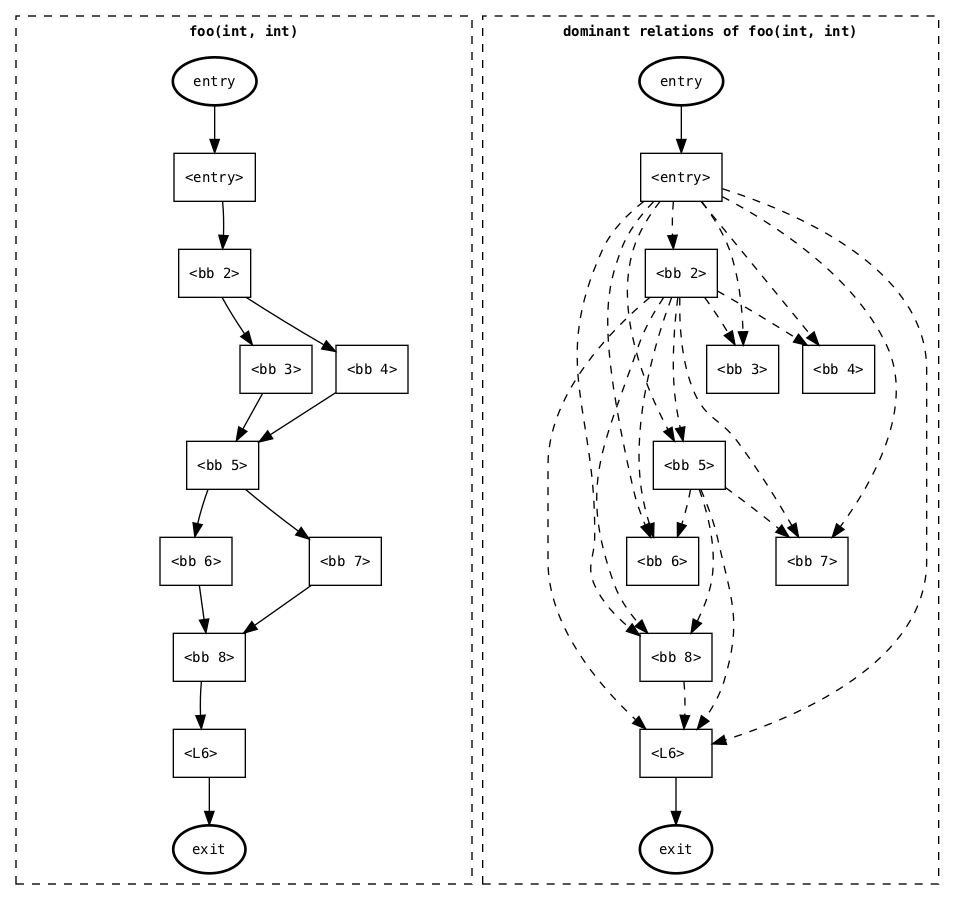 foo(int, int)
entry
<entry>
<bb 2>
<bb 3>
<bb 4>
<bb 5>
<bb 6>
<bb 7>
<bb 8>
<L6>
exit
dominant relations of foo(int, int)
entry
<entry>
<bb 2>
<bb 3>
<bb 4>
<bb 5>
<bb 6>
<bb 7>
<bb 8>
<L6>
exit